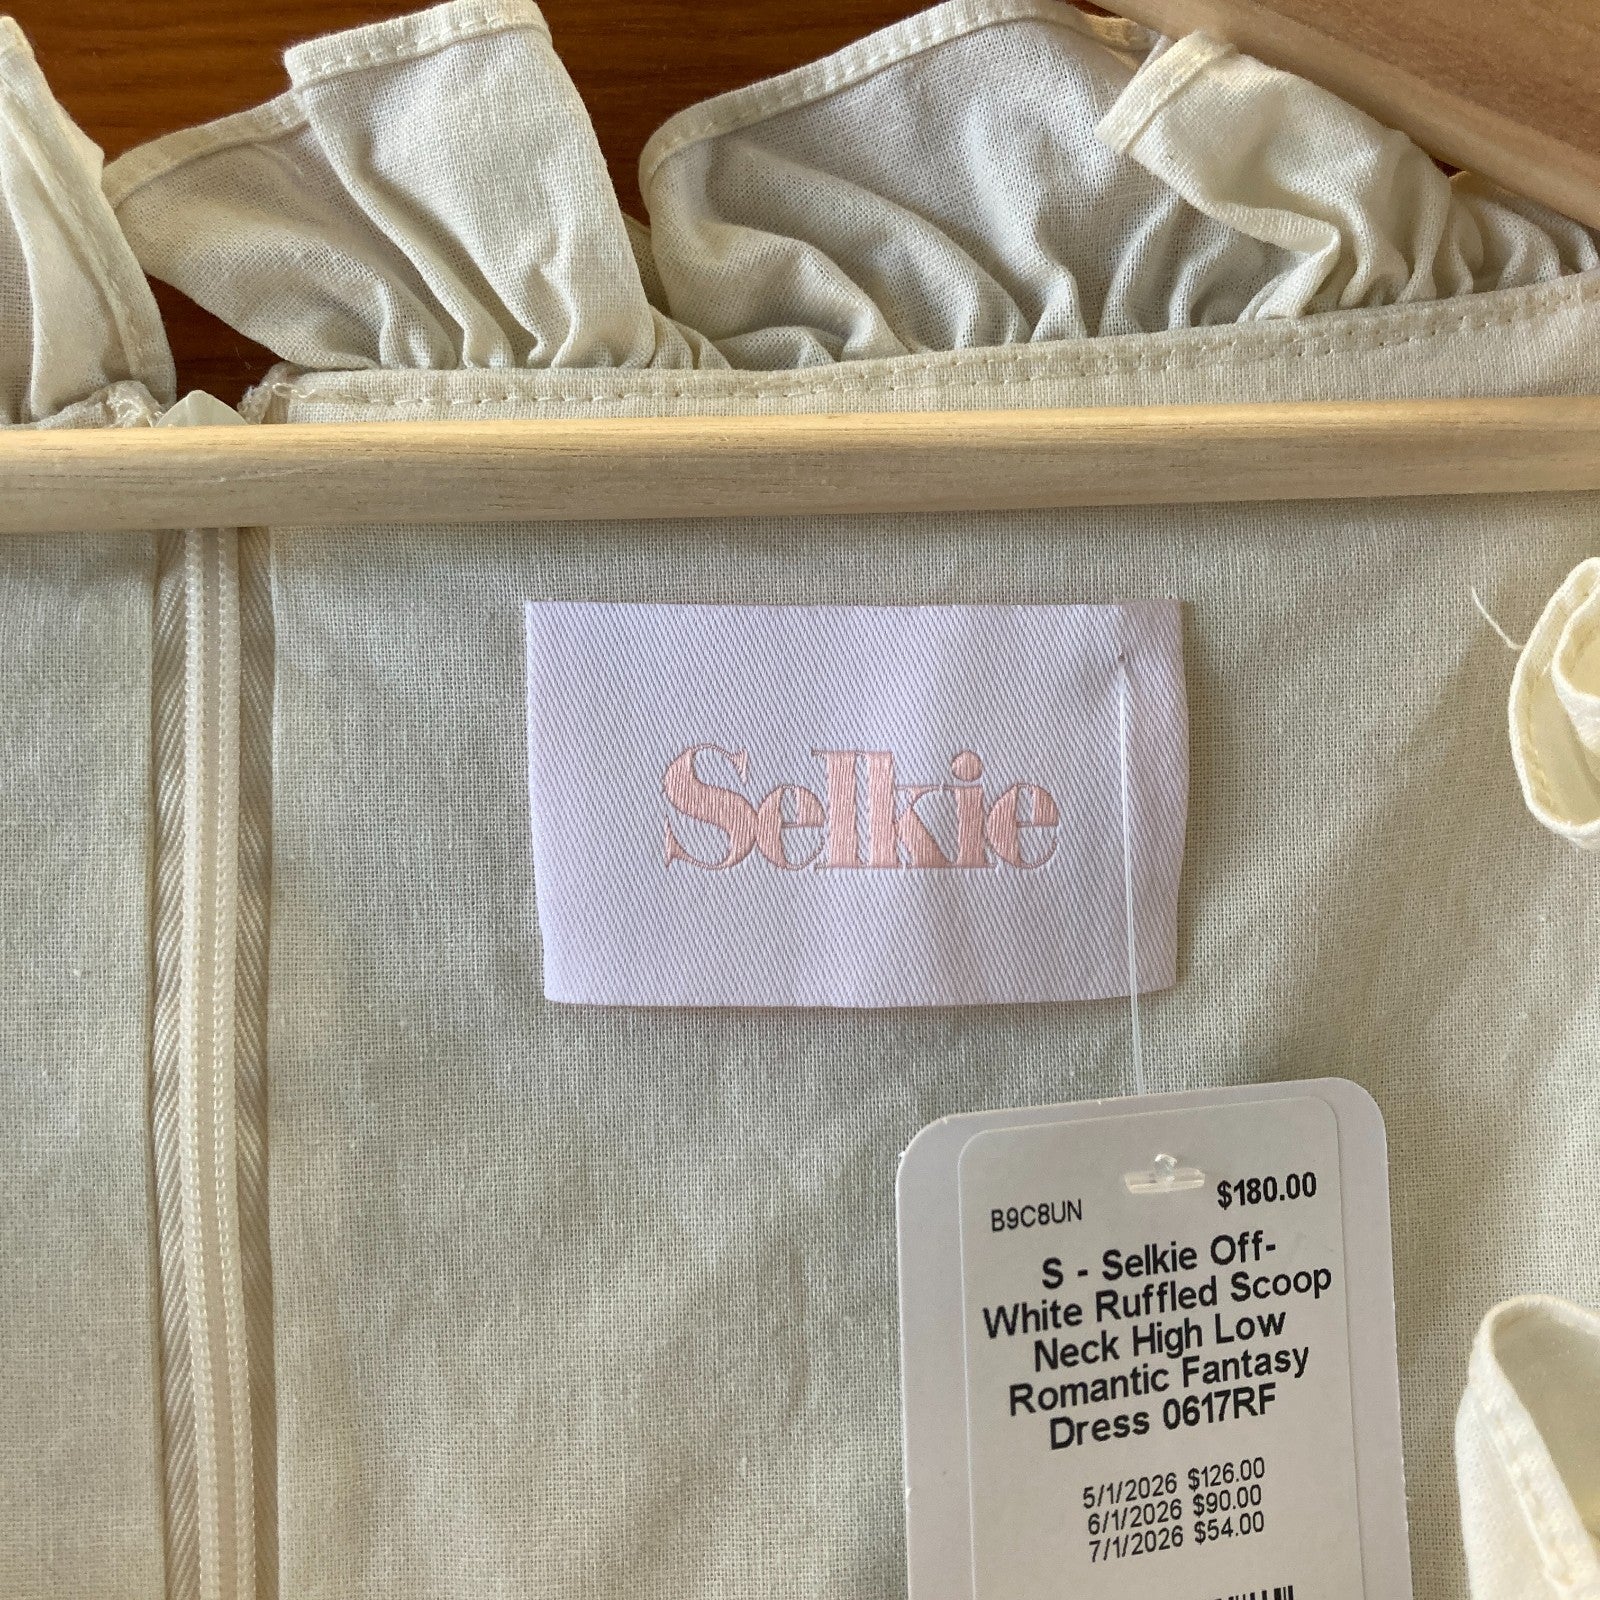 Selkie
B9C8UN
$180.00
S - Selkie Off-
White Ruffled Scoop
Neck High Low
Romantic Fantasy
Dress 0617RF
5/1/2026 $126.00
6/1/2026 $90.00
7/1/2026 $54.00